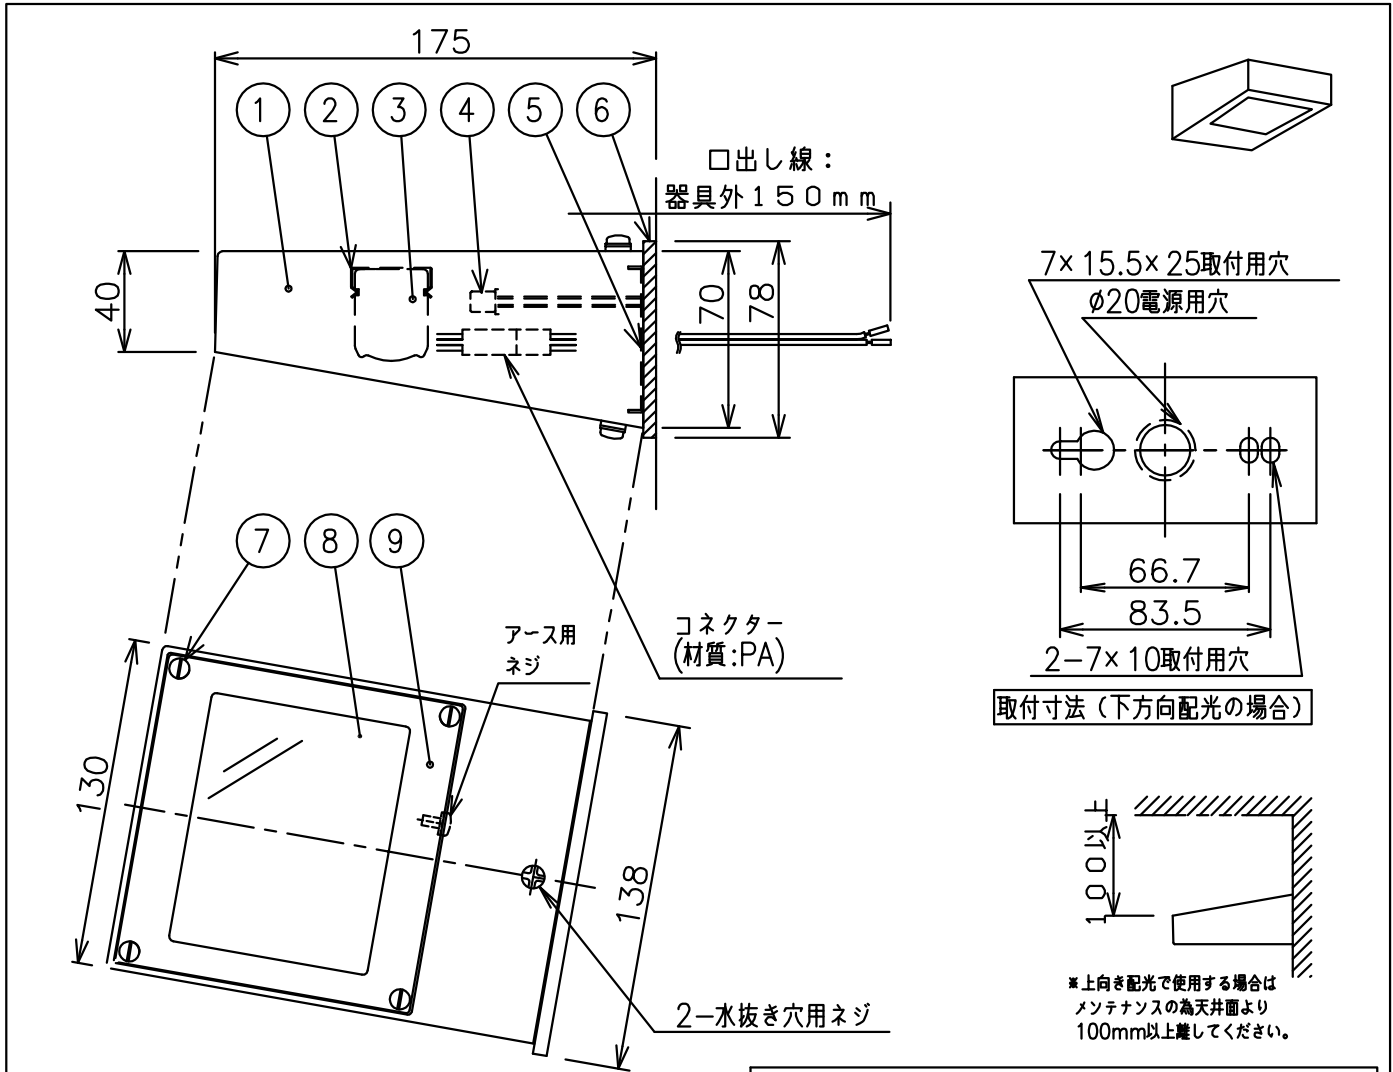 175
1 2 3 4 5 6
口出し線：
器具外150mm
40
70
78
7×15.5×25取付用穴
φ20電源用穴
66.7
83.5
2−7×10取付用穴
取付寸法（下方向配光の場合）
7 8 9
アース用
ネジ
コネクター
(材質:PA)
130
138
2−水抜き穴用ネジ
100以上
※上向き配光で使用する場合は
メンテナンスの為天井面より
100mm以上離してください。